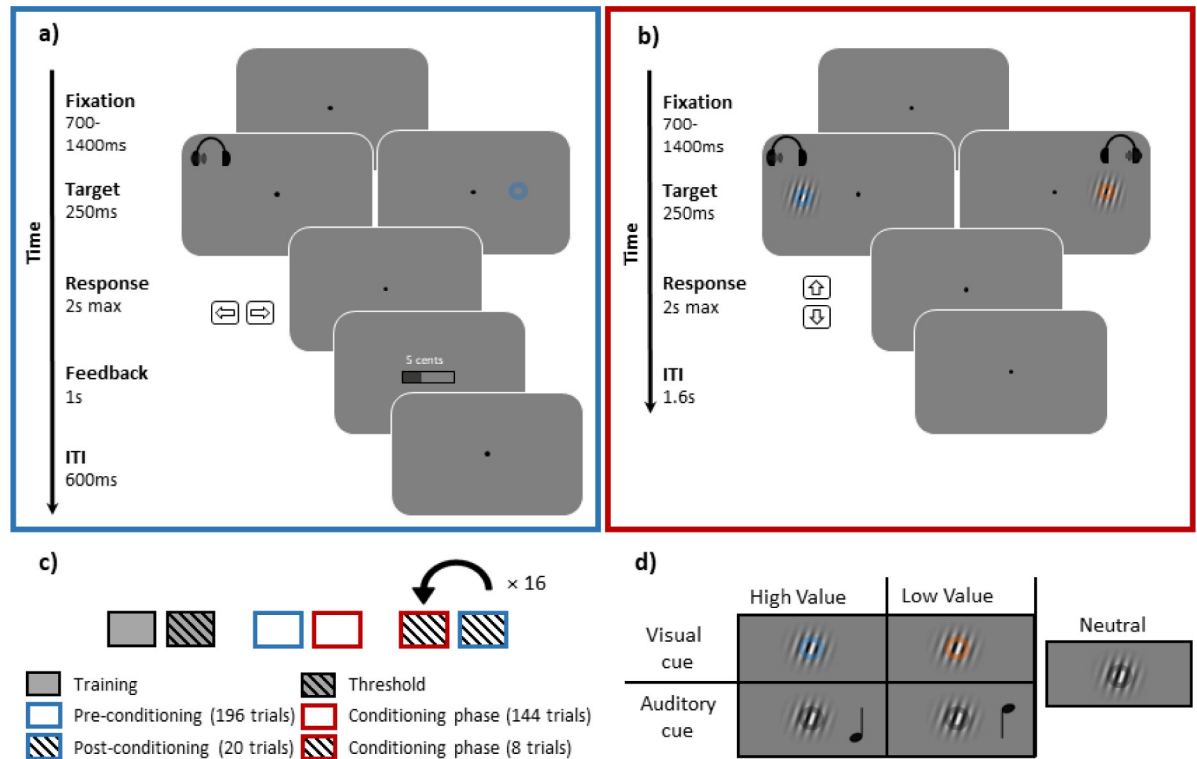 a)
Time
Fixation
700-
1400ms
Target
250ms
Response
2s max
Feedback
1s
5 cents
ITI
600ms
b)
Time
Fixation
700-
1400ms
Target
250ms
Response
2s max
ITI
1.6s
c)
× 16
Training
Threshold
Pre-conditioning (196 trials)
Conditioning phase (144 trials)
Post-conditioning (20 trials)
Conditioning phase (8 trials)
d)
High Value
Low Value
Neutral
Visual
cue
Auditory
cue